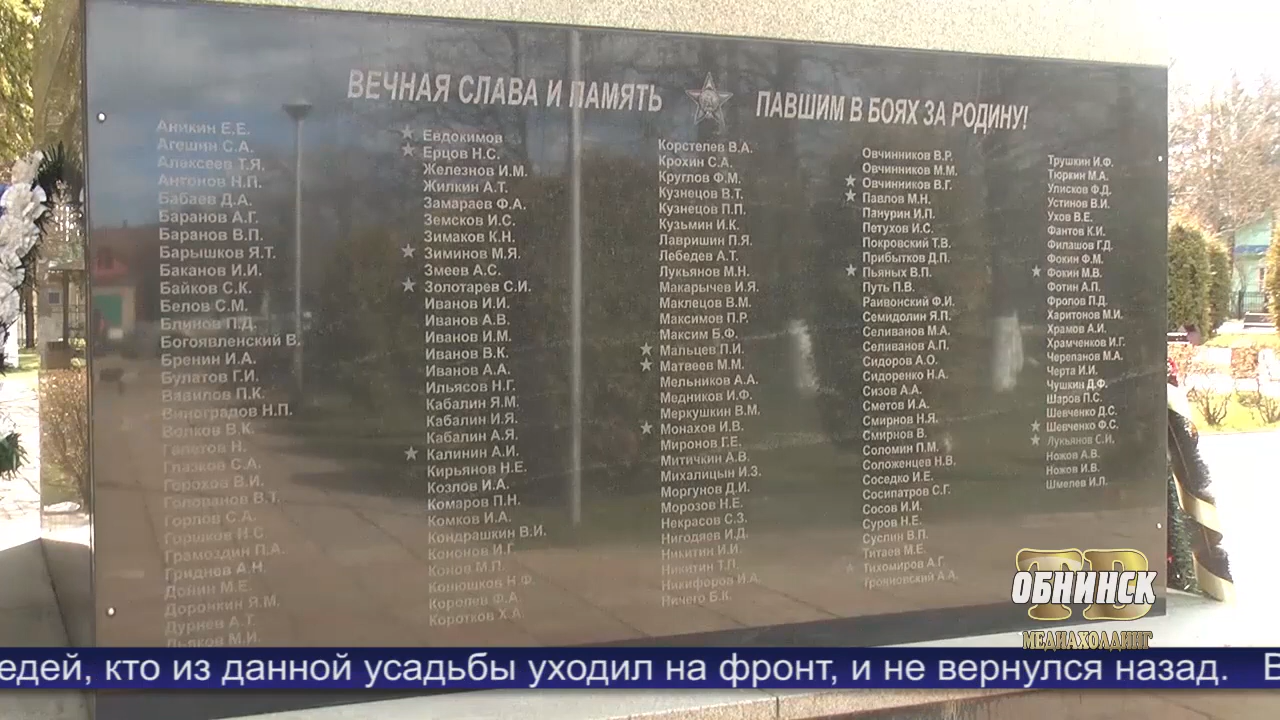 ВЕЧНАЯ СЛАВА И ПАМЯТЬ ПАВШИМ В БОЯХ ЗА РОДИНУ!
Аникин Е.Е.
Агешин С.А.
Алексеев Т.Я.
Антонов Н.П.
Бабаев Д.А.
Баранов А.Г.
Баранов В.П.
Барышков Я.Т.
Баканов И.И.
Байков С.К.
Белов С.М.
Блинов П.Д.
Богоявленский В.
Бренин И.А.
Булатов Г.И.
Вавилов П.К.
Виноградов Н.П.
Волков В.К.
Галетов Н.
Глазков С.А.
Горохов В.И.
Голованов В.Т.
Горлов С.А.
Горшков Н.С.
Грамоздин П.А.
Гриднев А.Н.
Донин М.Е.
Доронкин Я.М.
Дурнев А.Т.
Дьяков М.И.
Евдокимов
Ерцов Н.С.
Железнов И.М.
Жилкин А.Т.
Замараев Ф.А.
Земсков И.С.
Зимаков К.Н.
Зиминов М.Я.
Змеев А.С.
Золотарев С.И.
Иванов И.И.
Иванов А.В.
Иванов И.М.
Иванов В.К.
Иванов А.А.
Ильясов Н.Г.
Кабалин Я.М.
Кабалин И.Я.
Кабалин А.Я.
Калинин А.И.
Кирьянов Н.Е.
Козлов И.А.
Комаров П.Н.
Комков И.А.
Кондрашкин В.И.
Кононов И.Г.
Конов М.П.
Коношков Н.Ф.
Королев Ф.А.
Коротков Х.А.
Корстелев В.А.
Крохин С.А.
Круглов Ф.М.
Кузнецов В.Т.
Кузнецов П.П.
Кузьмин И.К.
Лавришин П.Я.
Лебедев А.Т.
Лукьянов М.Н.
Макарычев И.Я.
Маклецов В.М.
Максимов П.Р.
Максим Б.Ф.
Мальцев П.И.
Матвеев М.М.
Мельников А.А.
Медников И.Ф.
Меркушкин В.М.
Монахов И.В.
Миронов Г.Е.
Митичкин А.В.
Михалицын И.З.
Моргунов Д.И.
Морозов Н.Е.
Некрасов С.З.
Нигодяев И.Д.
Никитин И.И.
Никитин Т.П.
Никифоров И.А.
Ничего Б.К.
Овчинников В.Р.
Овчинников М.М.
Овчинников В.Г.
Павлов М.Н.
Панурин И.П.
Петухов И.С.
Покровский Т.В.
Прибытков Д.П.
Пьяных В.П.
Путь П.В.
Раивонский Ф.И.
Семидолин Я.П.
Селиванов М.А.
Селиванов А.П.
Сидоров А.О.
Сидоренко Н.А.
Сизов А.А.
Сметов И.А.
Смирнов Н.Я.
Смирнов В.
Соломин П.М.
Соложенцев Н.В.
Соседко И.Е.
Сосипатров С.Г.
Сосов И.И.
Суров Н.Е.
Суслин В.П.
Титаев М.Е.
Тихомиров А.Г.
Трочновский А.А.
Трушкин И.Ф.
Тюркин М.А.
Улисков Ф.Д.
Устинов В.И.
Ухов В.Е.
Фантов К.И.
Филашов Г.Д.
Фокин Ф.М.
Фокин М.В.
Фотин А.П.
Фролов П.Д.
Харитонов М.И.
Храмов А.И.
Храмченков И.Г.
Черепанов М.А.
Черта И.И.
Чушкин Д.Ф.
Шаров П.С.
Шевченко Д.С.
Шевченко Ф.С.
Лукьянов С.И.
Ножов А.В.
Ножов И.В.
Шмелев И.П.
ТВ
ОБНИНСК
МЕДИАХОЛДИНГ
едей, кто из данной усадьбы уходил на фронт, и не вернулся назад. В